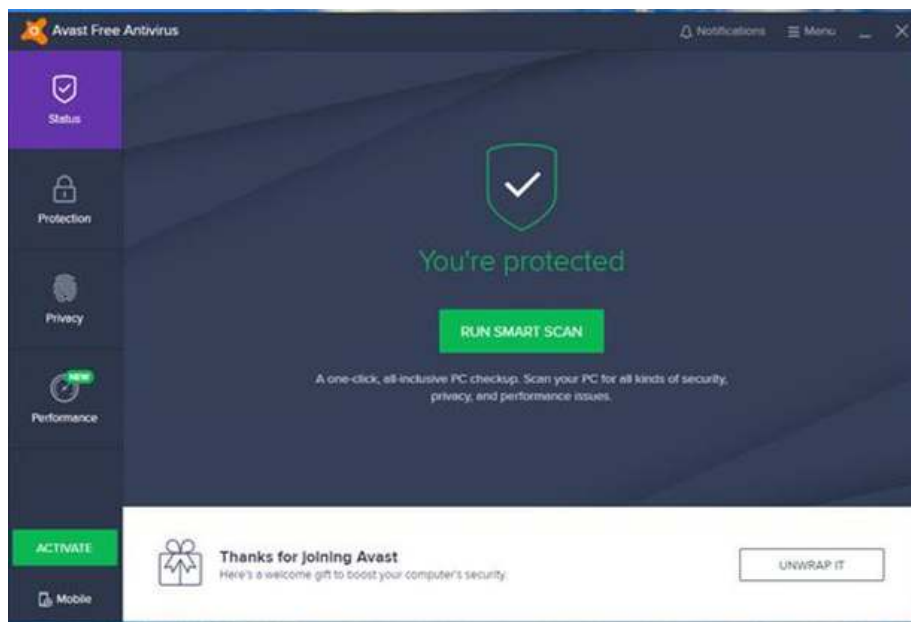 Avast Free Antivirus
Notifications
Menu
Status
Protection
Privacy
NEW
Performance
You're protected
RUN SMART SCAN
A one-click, all-inclusive PC checkup. Scan your PC for all kinds of security,
privacy, and performance issues.
ACTIVATE
Mobile
Thanks for joining Avast
Here's a welcome gift to boost your computer's security.
UNWRAP IT